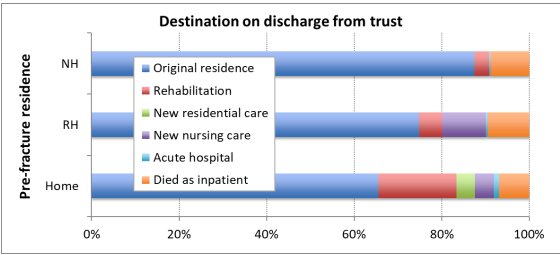 Destination on discharge from trust
Pre-fracture residence
NH
RH
Home
Original residence
Rehabilitation
New residential care
New nursing care
Acute hospital
Died as inpatient
0% 20% 40% 60% 80% 100%